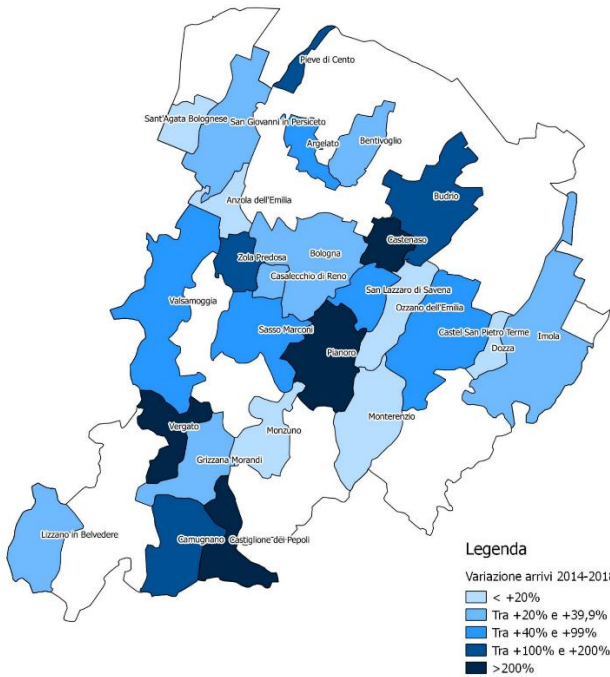 Pieve di Cento
Sant'Agata Bolognese
San Giovanni in Persiceto
Argelato
Bentivoglio
Anzola dell'Emilia
Budrio
Castenaso
Bologna
Zola Predosa
Casalecchio di Reno
San Lazzaro di Savena
Valsamoggia
Ozzano dell'Emilia
Sasso Marconi
Castel San Pietro Terme
Imola
Pianoro
Dozza
Monterenzio
Vergato
Monzuno
Grizzana Morandi
Lizzano in Belvedere
Camugnano
Castiglione dei Pepoli
Legenda
Variazione arrivi 2014-2018
< +20%
Tra +20% e +39,9%
Tra +40% e +99%
Tra +100% e +200%
>200%